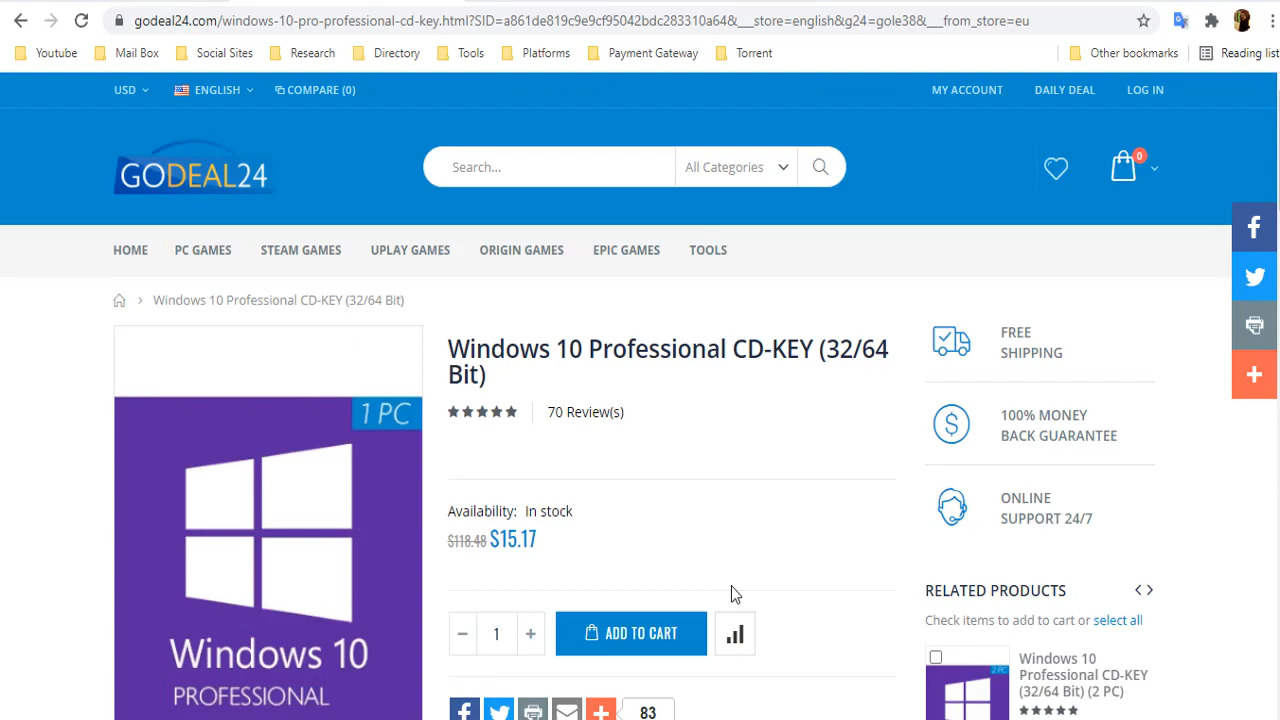 godeal24.com/windows-10-pro-professional-cd-key.html?SID=a861e819c9e9cf95042bdc283310a64&___store=english&g24=gole38&___from_store=eu
Youtube Mail Box Social Sites Research Directory Tools Platforms Payment Gateway Torrent Other bookmarks Reading list
USD ENGLISH COMPARE (0) MY ACCOUNT DAILY DEAL LOG IN
GODEAL24
Search... All Categories
0
HOME PC GAMES STEAM GAMES UPLAY GAMES ORIGIN GAMES EPIC GAMES TOOLS
Windows 10 Professional CD-KEY (32/64 Bit)
1 PC
Windows 10
PROFESSIONAL
Windows 10 Professional CD-KEY (32/64
Bit)
70 Review(s)
Availability: In stock
$118.48 $15.17
1 ADD TO CART
83
FREE
SHIPPING
100% MONEY
BACK GUARANTEE
ONLINE
SUPPORT 24/7
RELATED PRODUCTS
Check items to add to cart or select all
2 PC
Windows 10
Professional CD-KEY
(32/64 Bit) (2 PC)